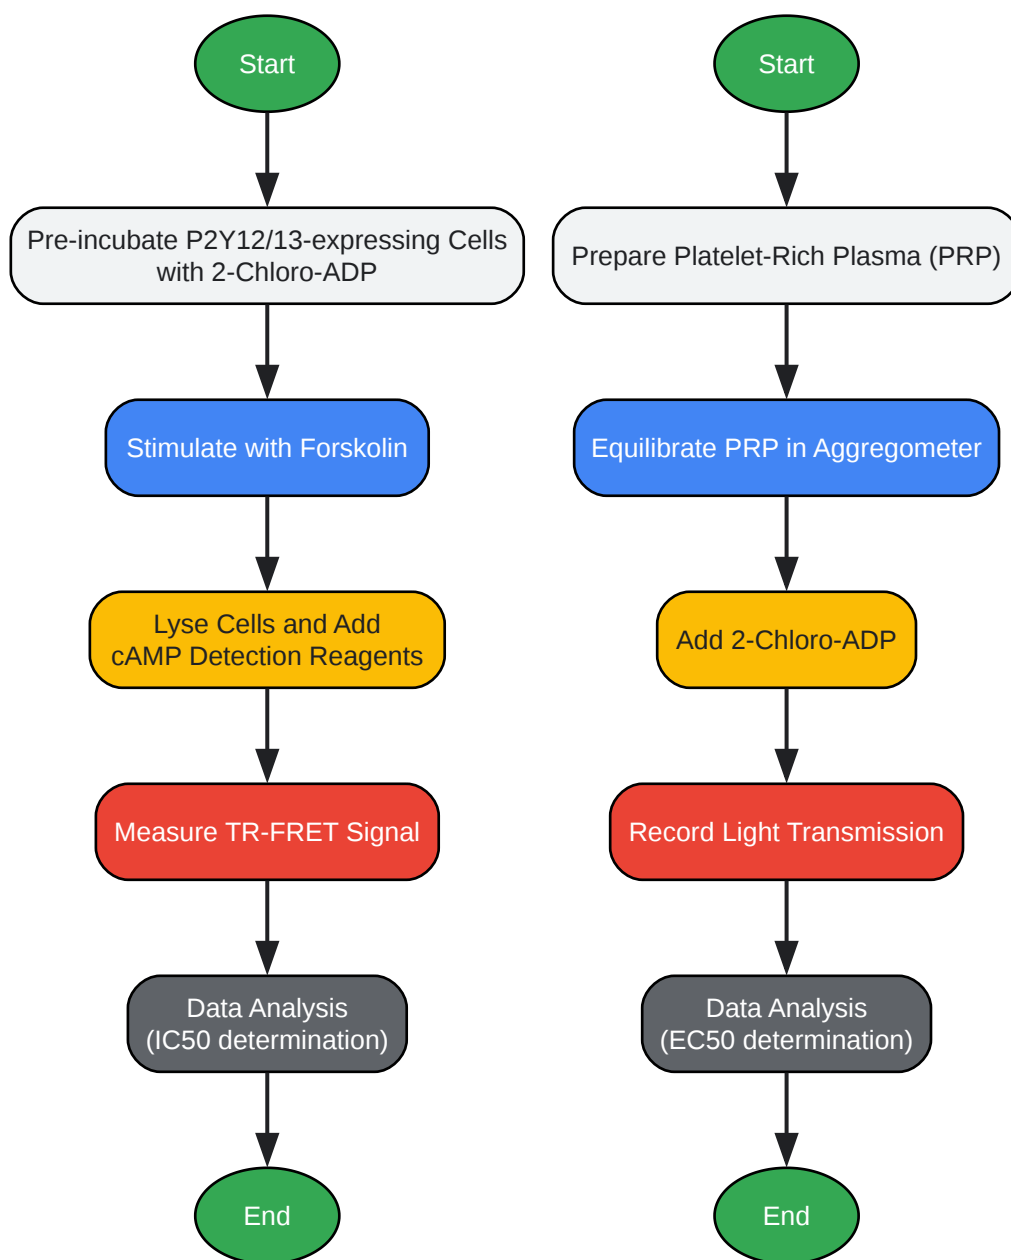 Start
Pre-incubate P2Y12/13-expressing Cells
with 2-Chloro-ADP
Stimulate with Forskolin
Lyse Cells and Add
cAMP Detection Reagents
Measure TR-FRET Signal
Data Analysis
(IC50 determination)
End
Start
Prepare Platelet-Rich Plasma (PRP)
Equilibrate PRP in Aggregometer
Add 2-Chloro-ADP
Record Light Transmission
Data Analysis
(EC50 determination)
End